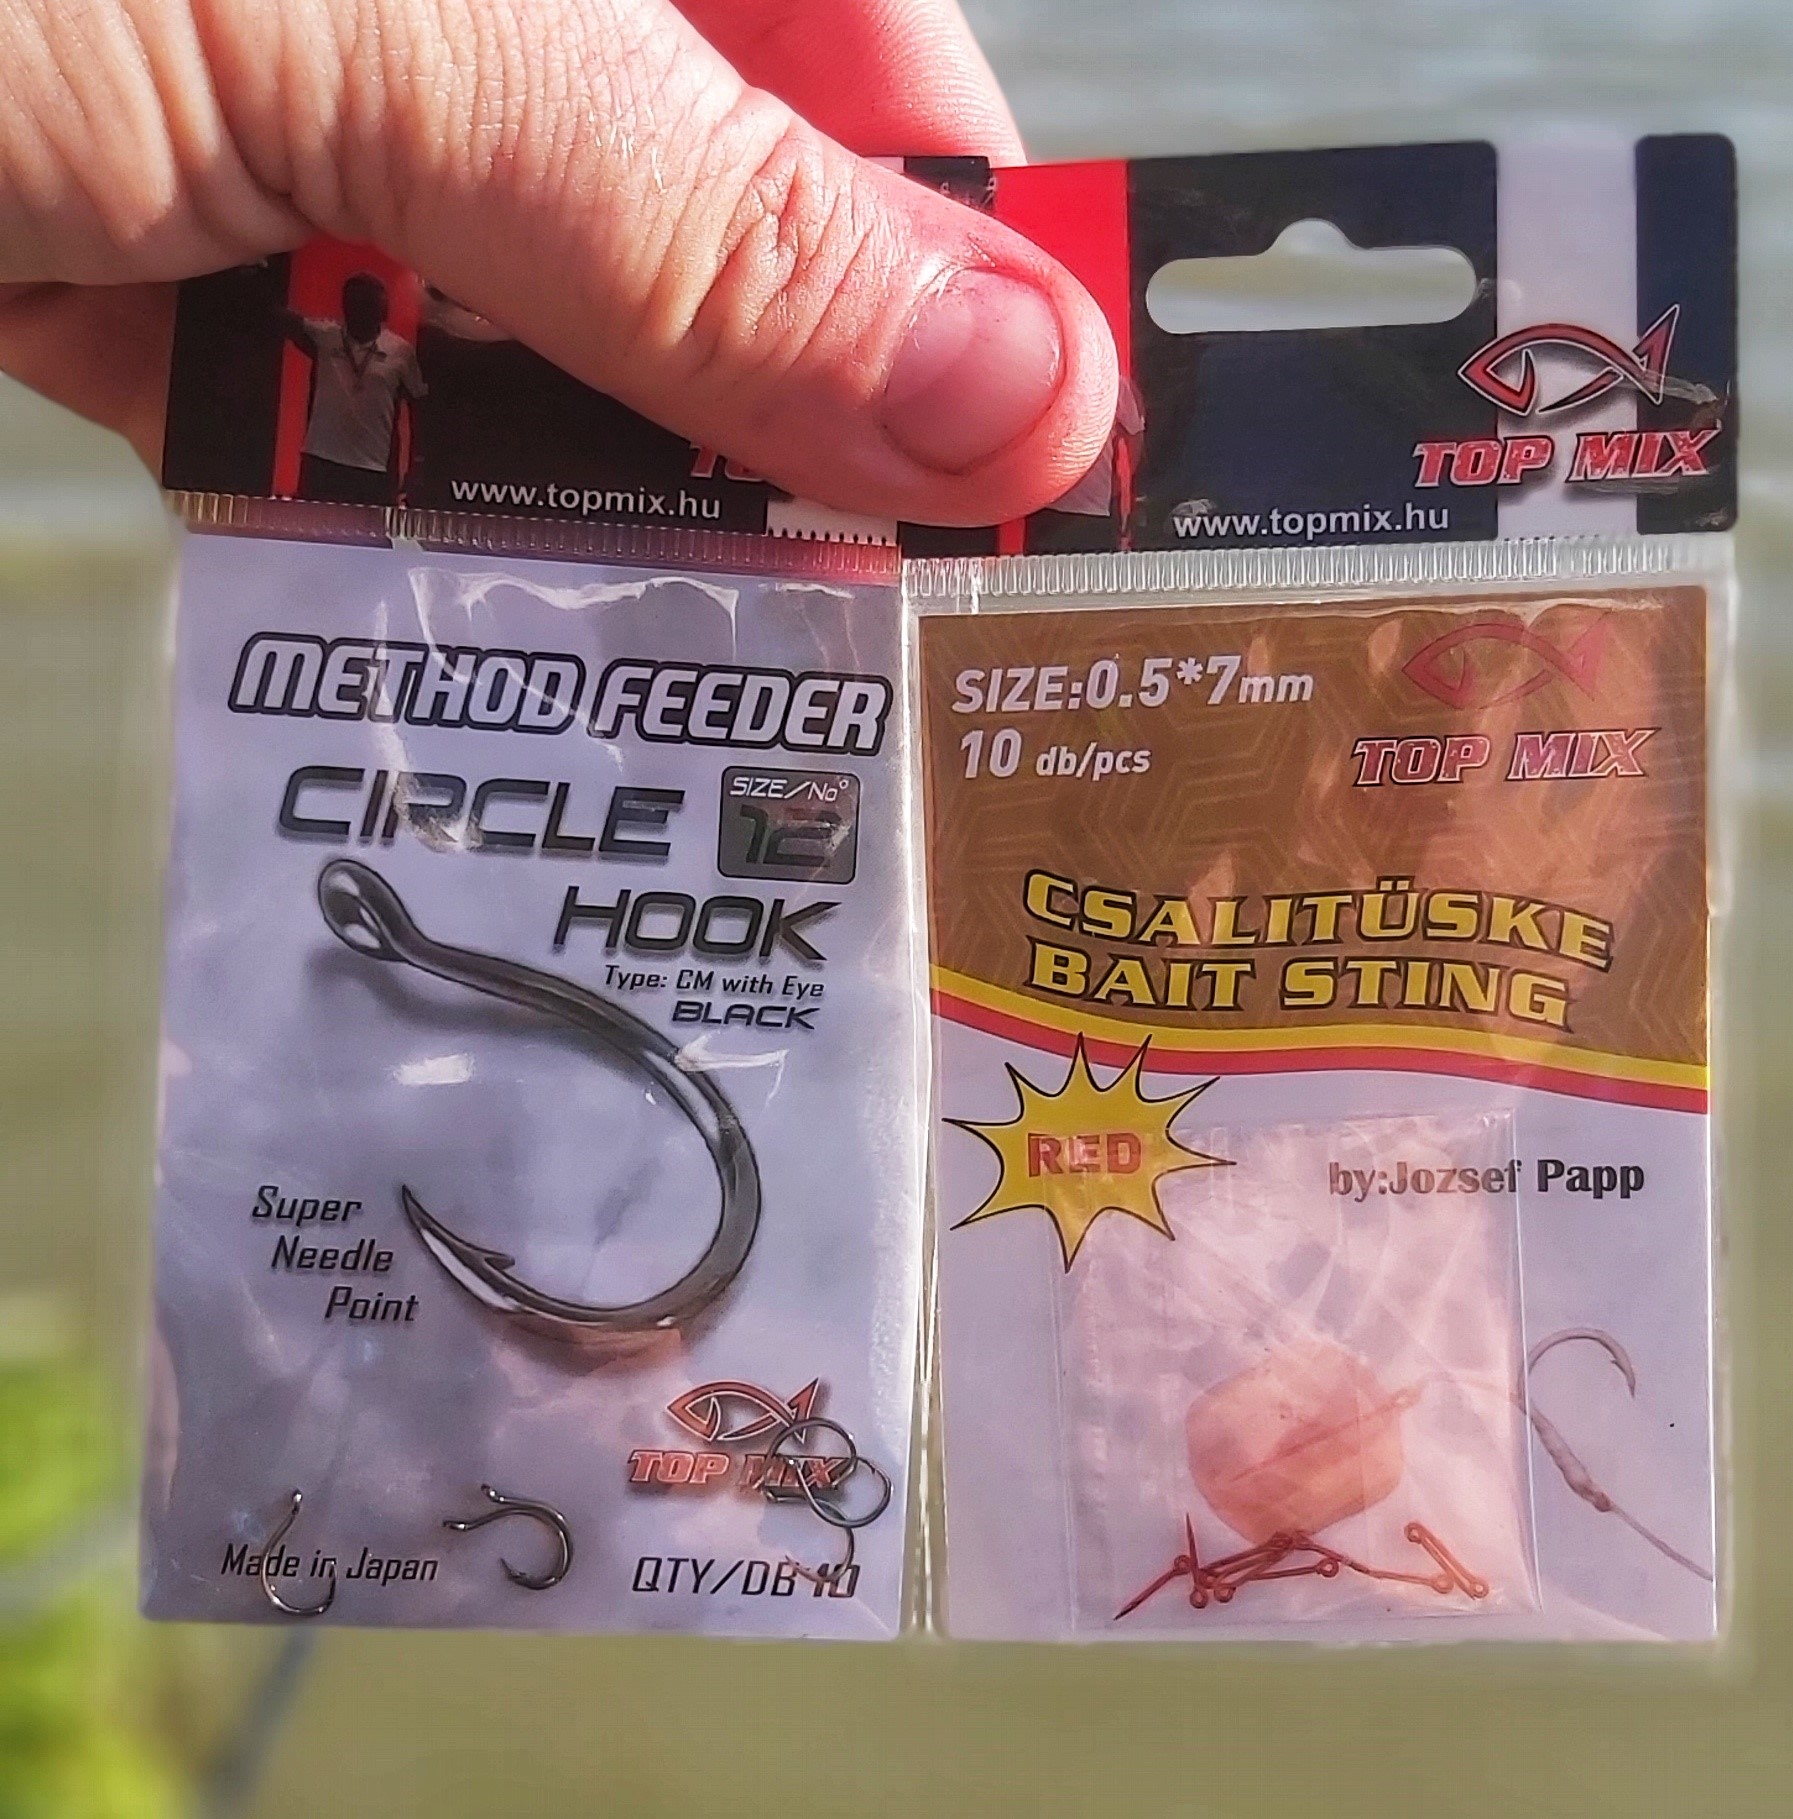 www.topmix.hu
METHOD FEEDER
CIRCLE
SIZE/No°
12
HOOK
Type: CM with Eye
BLACK
Super
Needle
Point
TOP MIX
Made in Japan
QTY/DB 10
TOP MIX
www.topmix.hu
SIZE:0.5*7mm
10 db/pcs
TOP MIX
CSALITÜSKE
BAIT STING
RED
by:Jozsef Papp